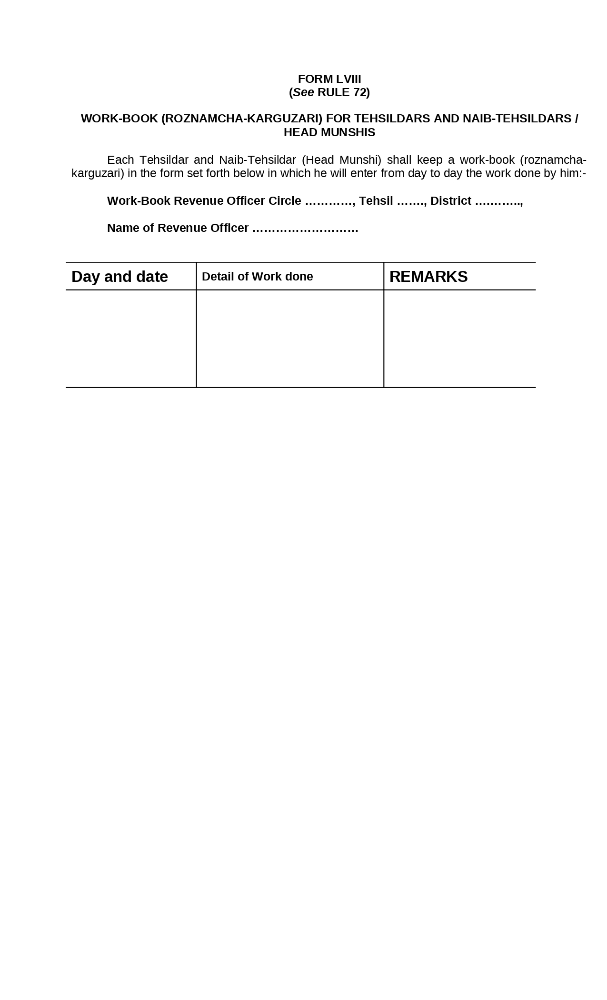 FORM LVIII
(See RULE 72)
WORK-BOOK (ROZNAMCHA-KARGUZARI) FOR TEHSILDARS AND NAIB-TEHSILDARS /
HEAD MUNSHIS
Each Tehsildar and Naib-Tehsildar (Head Munshi) shall keep a work-book (roznamcha-
karguzari) in the form set forth below in which he will enter from day to day the work done by him:-
Work-Book Revenue Officer Circle …………, Tehsil ……., District ………..,
Name of Revenue Officer ………………………
Day and date Detail of Work done REMARKS